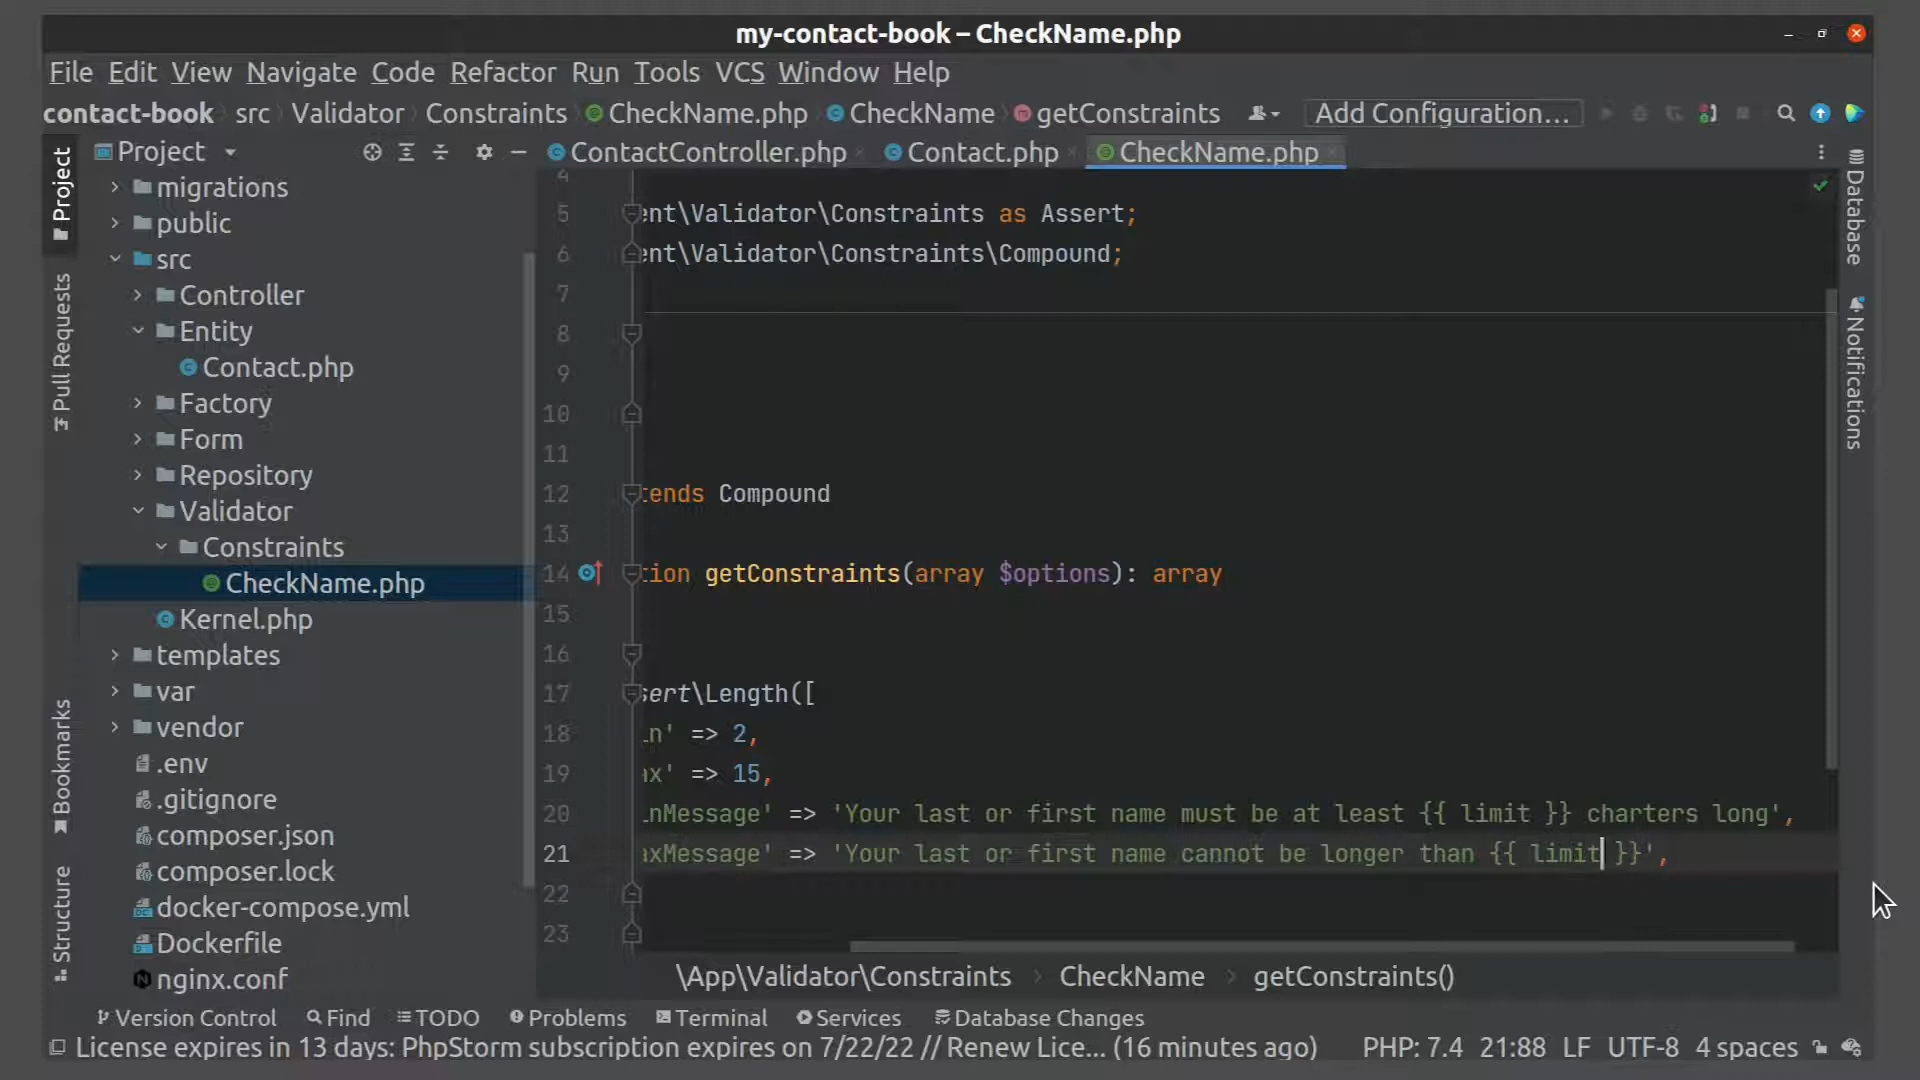 my-contact-book – CheckName.php
File Edit View Navigate Code Refactor Run Tools VCS Window Help
contact-book src Validator Constraints CheckName.php CheckName getConstraints Add Configuration...
Project
ContactController.php Contact.php CheckName.php
Project
Pull Requests
Bookmarks
Structure
migrations
public
src
Controller
Entity
Contact.php
Factory
Form
Repository
Validator
Constraints
CheckName.php
Kernel.php
templates
var
vendor
.env
.gitignore
composer.json
composer.lock
docker-compose.yml
Dockerfile
nginx.conf
4
5 ent\Validator\Constraints as Assert;
6 ent\Validator\Constraints\Compound;
7
8
9
10
11
12 tends Compound
13
14 tion getConstraints(array $options): array
15
16
17 sert\Length([
18 in' => 2,
19 ax' => 15,
20 inMessage' => 'Your last or first name must be at least {{ limit }} charters long',
21 axMessage' => 'Your last or first name cannot be longer than {{ limit }}',
22
23
Database
Notifications
\App\Validator\Constraints CheckName getConstraints()
Version Control Find TODO Problems Terminal Services Database Changes
License expires in 13 days: PhpStorm subscription expires on 7/22/22 // Renew Lice... (16 minutes ago) PHP: 7.4 21:88 LF UTF-8 4 spaces